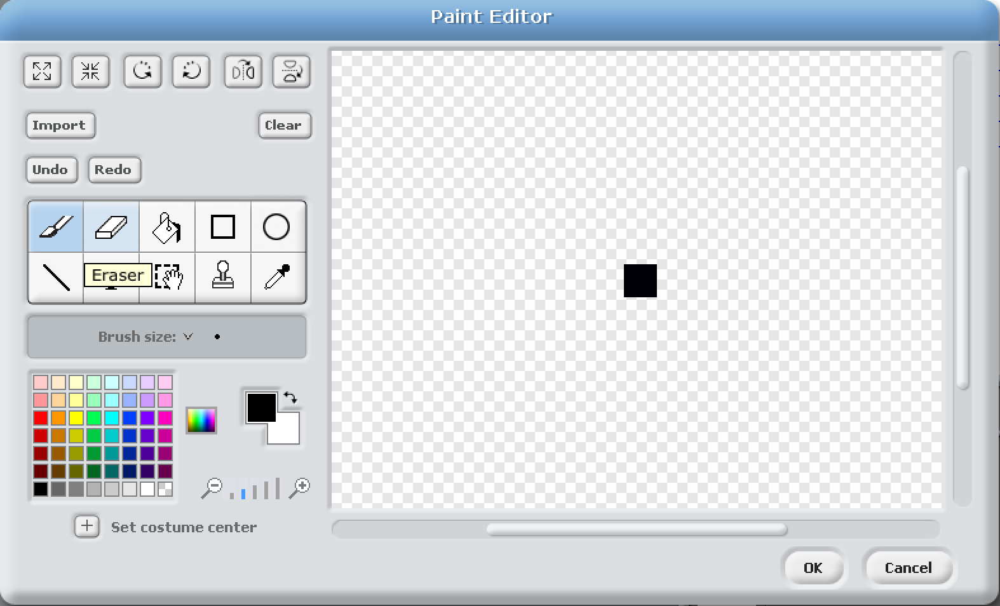 Paint Editor
Import
Clear
Undo
Redo
Eraser
Brush size:
Set costume center
OK
Cancel